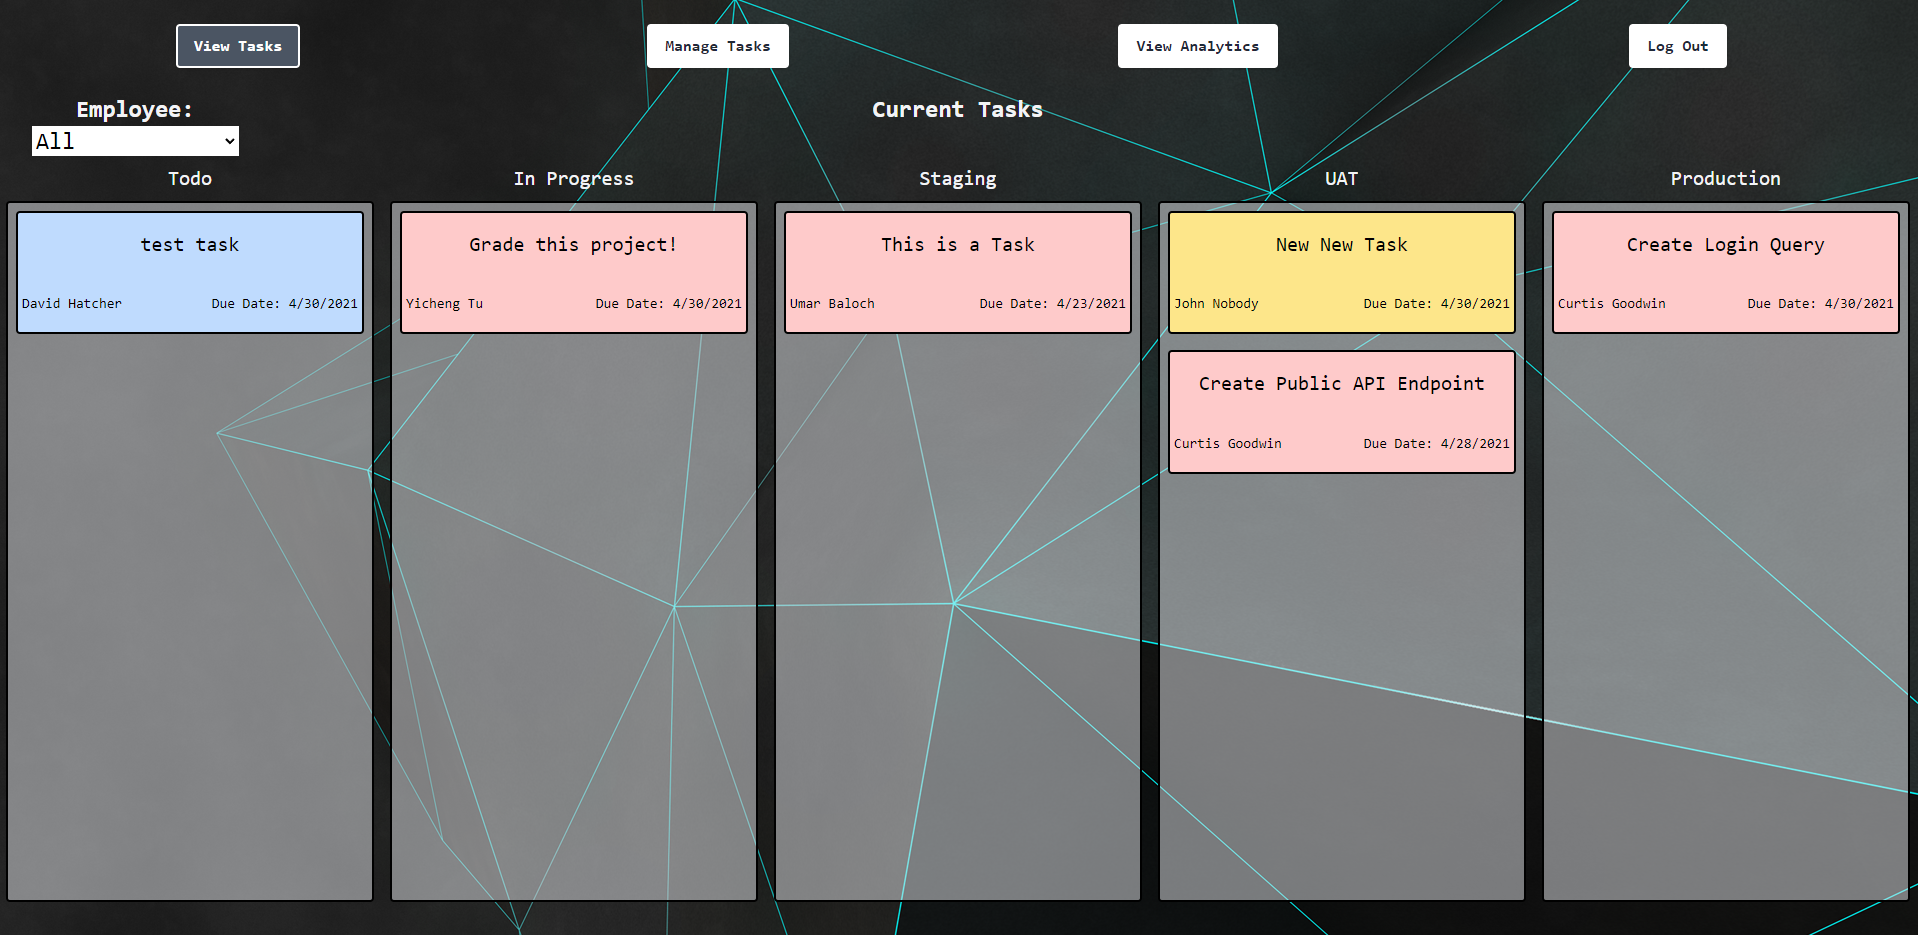 View Tasks
Manage Tasks
View Analytics
Log Out
Employee:
All
Current Tasks
Todo
In Progress
Staging
UAT
Production
test task
David Hatcher
Due Date: 4/30/2021
Grade this project!
Yicheng Tu
Due Date: 4/30/2021
This is a Task
Umar Baloch
Due Date: 4/23/2021
New New Task
John Nobody
Due Date: 4/30/2021
Create Public API Endpoint
Curtis Goodwin
Due Date: 4/28/2021
Create Login Query
Curtis Goodwin
Due Date: 4/30/2021